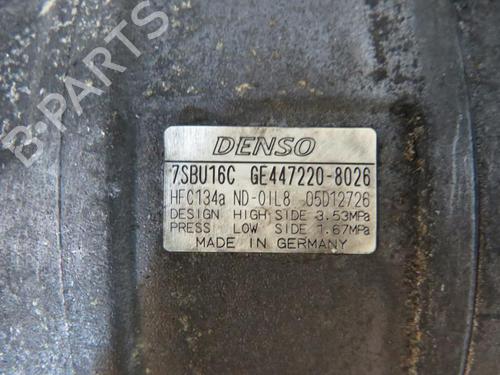 B-PARTS
DENSO
7SBU16C GE447220-8026
HFC134a ND-OIL8 05D12726
DESIGN HIGH SIDE 3.53MPa
PRESS LOW SIDE 1.67MPa
MADE IN GERMANY